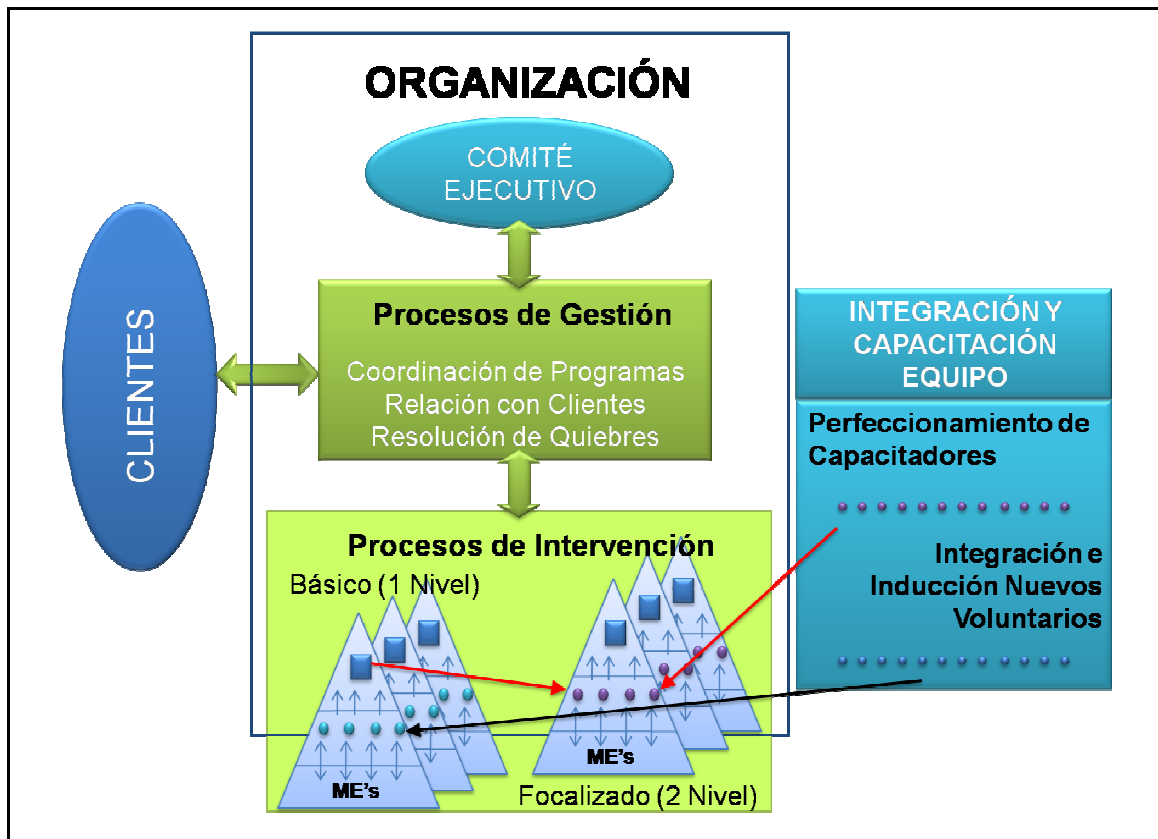 ORGANIZACIÓN
COMITÉ
EJECUTIVO
CLIENTES
Procesos de Gestión
Coordinación de Programas
Relación con Clientes
Resolución de Quiebres
Procesos de Intervención
Básico (1 Nivel)
ME's
ME's
Focalizado (2 Nivel)
INTEGRACIÓN Y
CAPACITACIÓN
EQUIPO
Perfeccionamiento de
Capacitadores
Integración e
Inducción Nuevos
Voluntarios